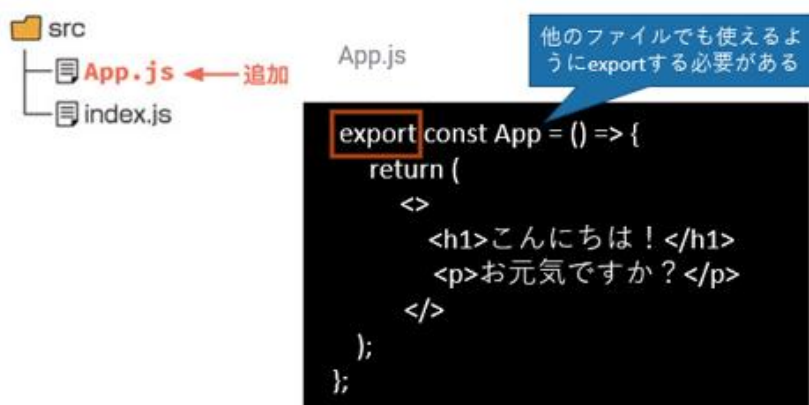 src
App.js 追加
index.js
App.js
他のファイルでも使えるよ
うにexportする必要がある
export const App = () => {
return (
<>
<h1>こんにちは！</h1>
<p>お元気ですか？</p>
</>
);
};